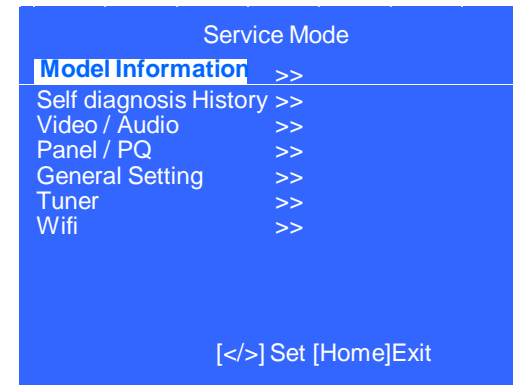 Service Mode
Model Information >>
Self diagnosis History >>
Video / Audio >>
Panel / PQ >>
General Setting >>
Tuner >>
Wifi >>
[</>] Set [Home]Exit